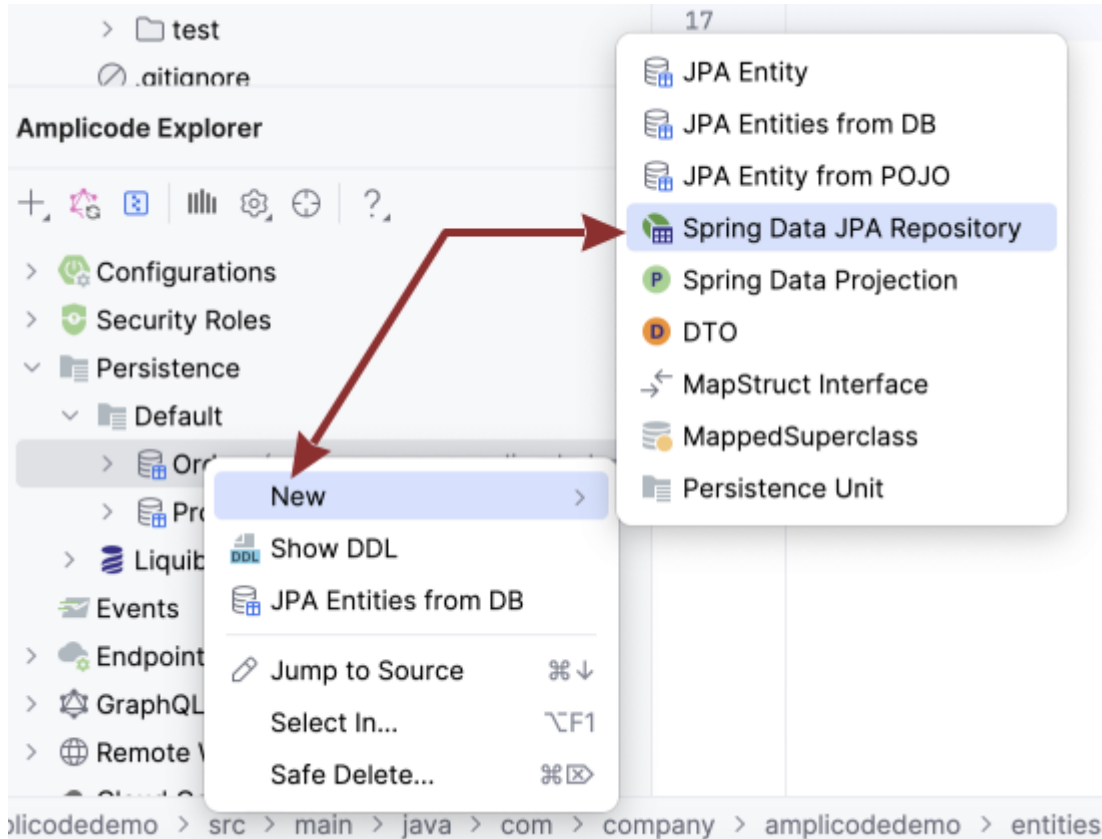 test
.gitignore
Amplicode Explorer
?
Configurations
Security Roles
Persistence
Default
Events
GraphQL
Remote
17
JPA Entity
JPA Entities from DB
JPA Entity from POJO
Spring Data JPA Repository
P Spring Data Projection
D DTO
MapStruct Interface
MappedSuperclass
Persistence Unit
New
DDL Show DDL
JPA Entities from DB
Jump to Source ⌘↓
Select In... ⌥F1
Safe Delete... ⌘⌦
plicodedemo > src > main > java > com > company > amplicodedemo > entities